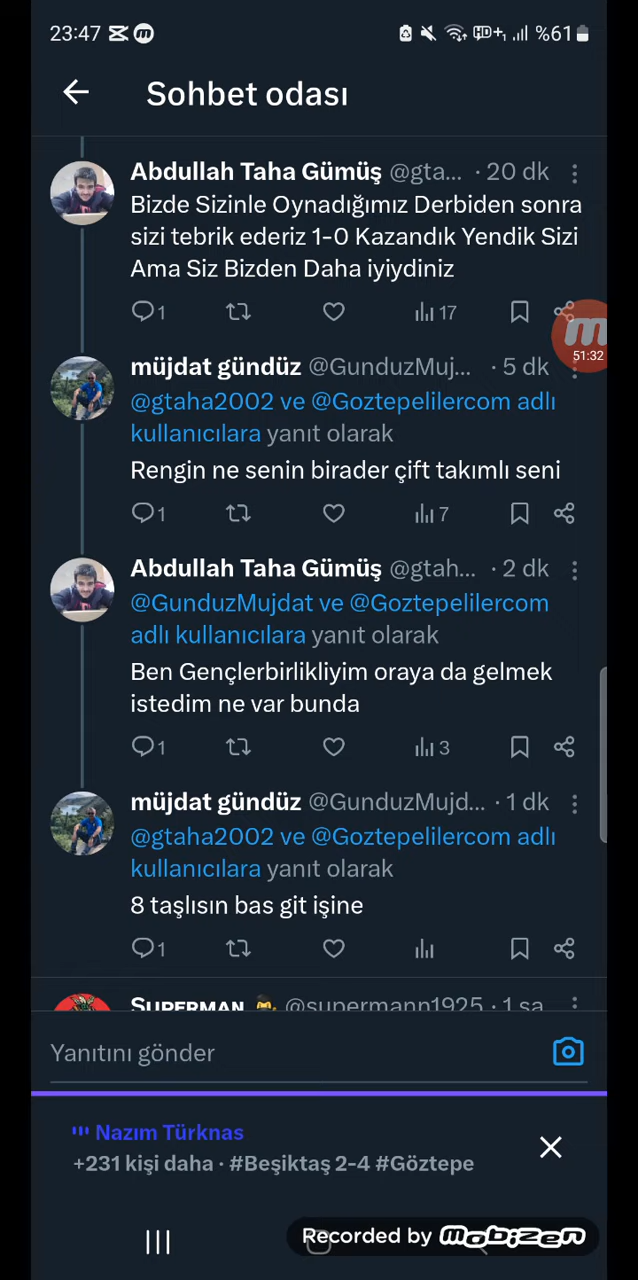 23:47
HD+
%61
Sohbet odası
Abdullah Taha Gümüş @gta... · 20 dk
Bizde Sizinle Oynadığımız Derbiden sonra
sizi tebrik ederiz 1-0 Kazandık Yendik Sizi
Ama Siz Bizden Daha iyiydiniz
1 17
51:32
müjdat gündüz @GunduzMuj... · 5 dk
@gtaha2002 ve @Goztepelilercom adlı
kullanıcılara yanıt olarak
Rengin ne senin birader çift takımlı seni
1 7
Abdullah Taha Gümüş @gtah... · 2 dk
@GunduzMujdat ve @Goztepelilercom
adlı kullanıcılara yanıt olarak
Ben Gençlerbirlikliyim oraya da gelmek
istedim ne var bunda
1 3
müjdat gündüz @GunduzMujd... · 1 dk
@gtaha2002 ve @Goztepelilercom adlı
kullanıcılara yanıt olarak
8 taşlısın bas git işine
1
SUPERMAN @supermann1925 · 1 sa
Yanıtını gönder
Nazım Türknas
+231 kişi daha · #Beşiktaş 2-4 #Göztepe
Recorded by mobizen